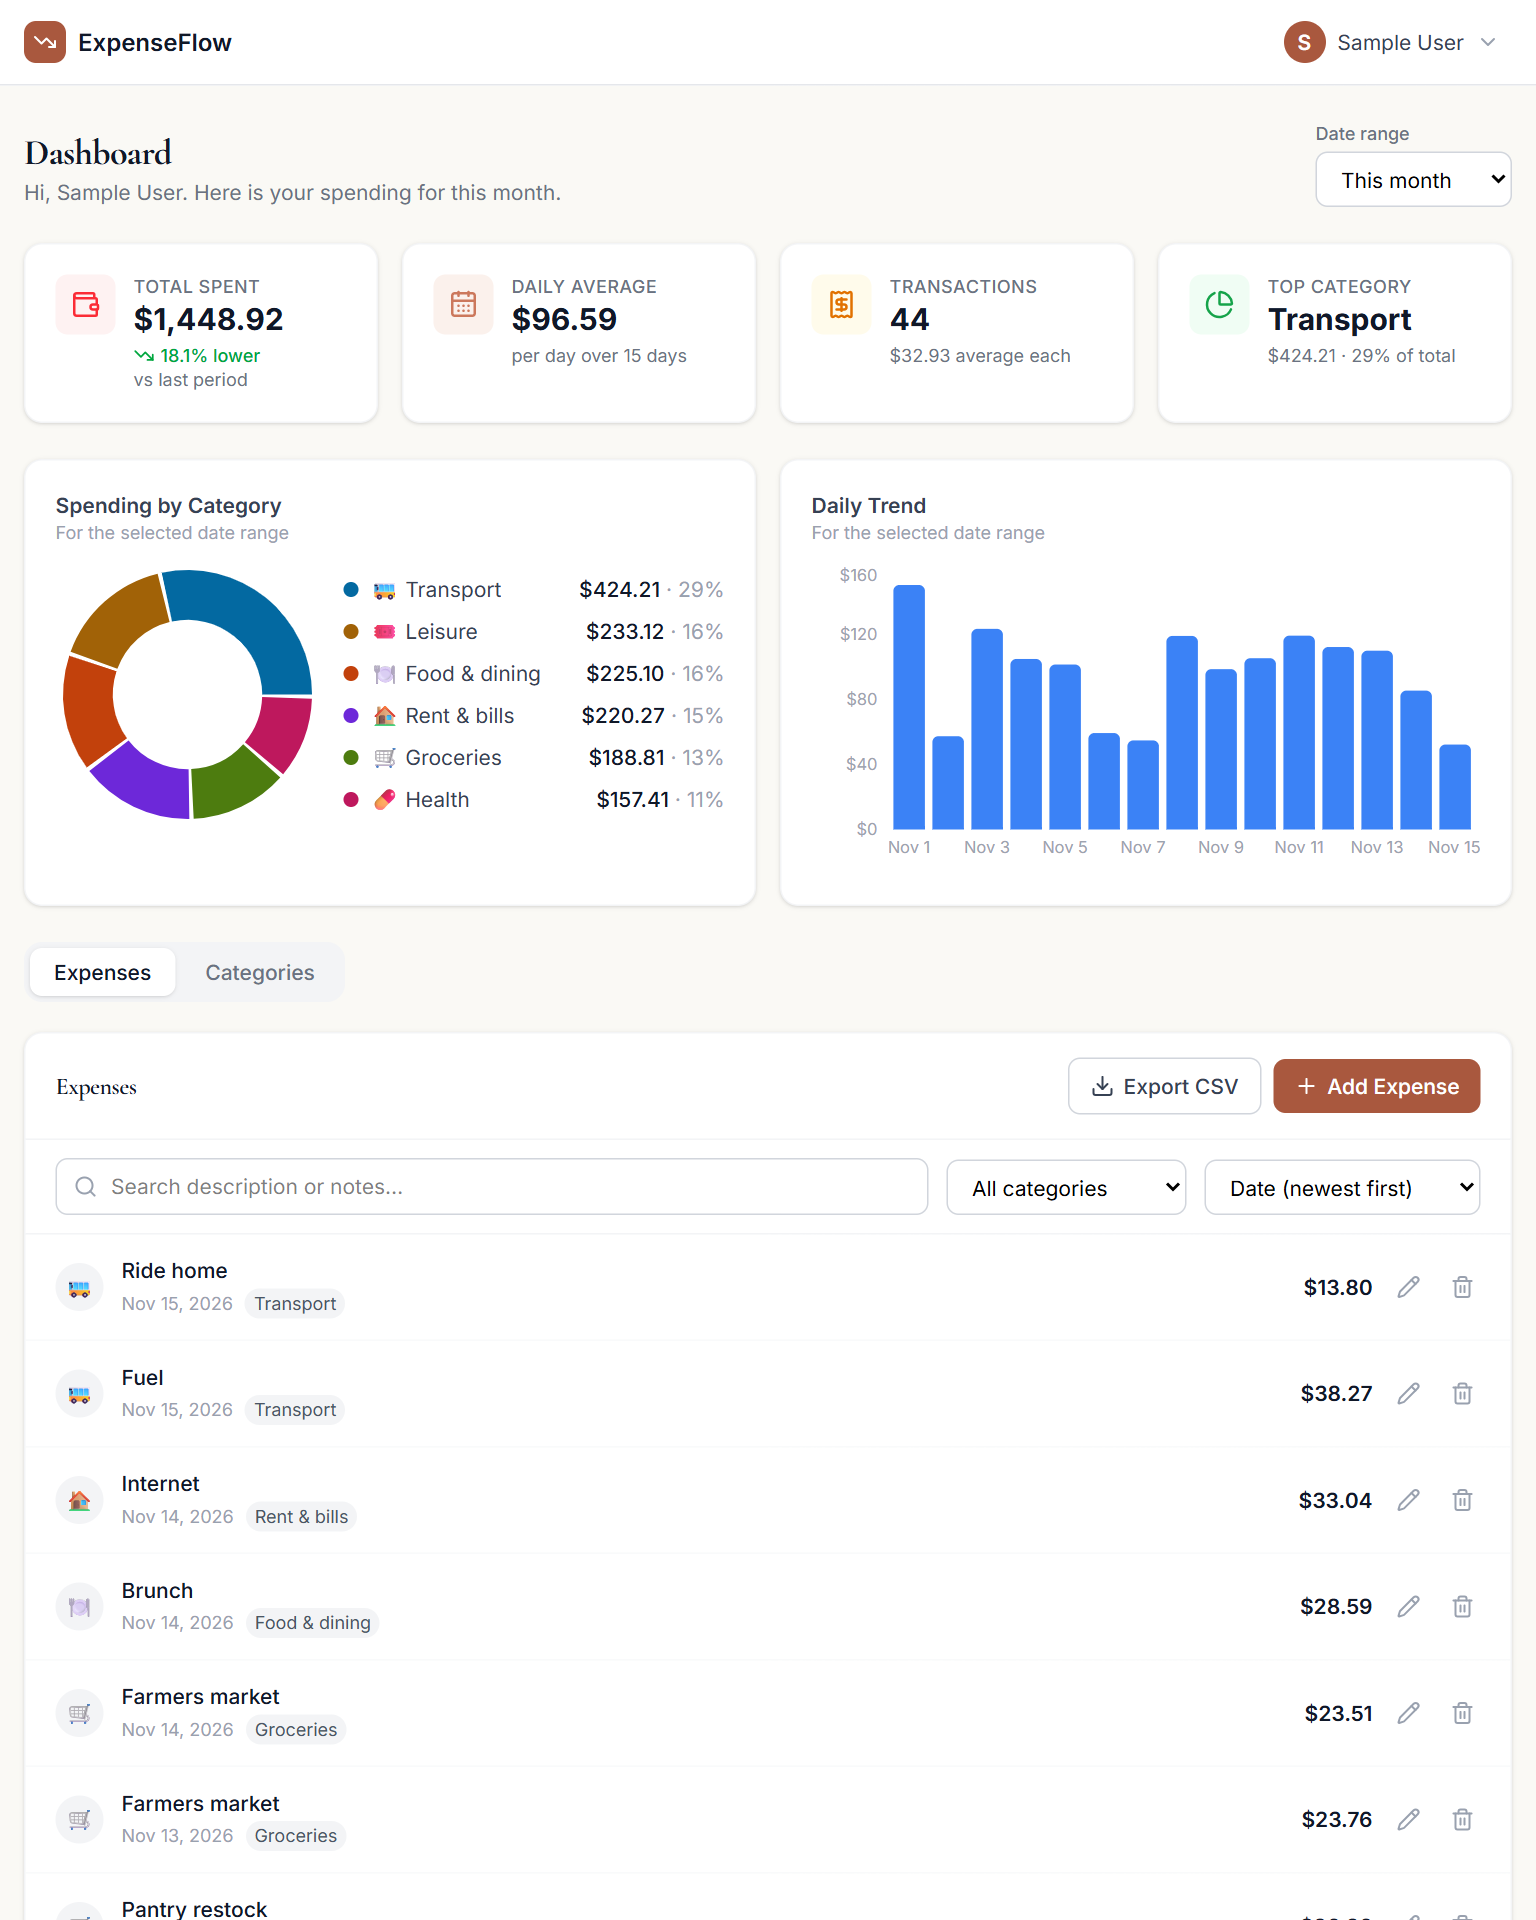 ExpenseFlow
S
Sample User
Dashboard
Hi, Sample User. Here is your spending for this month.
Date range
This month
TOTAL SPENT
$1,448.92
18.1% lower
vs last period
DAILY AVERAGE
$96.59
per day over 15 days
TRANSACTIONS
44
$32.93 average each
TOP CATEGORY
Transport
$424.21 · 29% of total
Spending by Category
For the selected date range
Transport $424.21 · 29%
Leisure $233.12 · 16%
Food & dining $225.10 · 16%
Rent & bills $220.27 · 15%
Groceries $188.81 · 13%
Health $157.41 · 11%
Daily Trend
For the selected date range
$160
$120
$80
$40
$0
Nov 1 Nov 3 Nov 5 Nov 7 Nov 9 Nov 11 Nov 13 Nov 15
Expenses
Categories
Expenses
Export CSV
Add Expense
Search description or notes...
All categories
Date (newest first)
Ride home
Nov 15, 2026 Transport
$13.80
Fuel
Nov 15, 2026 Transport
$38.27
Internet
Nov 14, 2026 Rent & bills
$33.04
Brunch
Nov 14, 2026 Food & dining
$28.59
Farmers market
Nov 14, 2026 Groceries
$23.51
Farmers market
Nov 13, 2026 Groceries
$23.76
Pantry restock